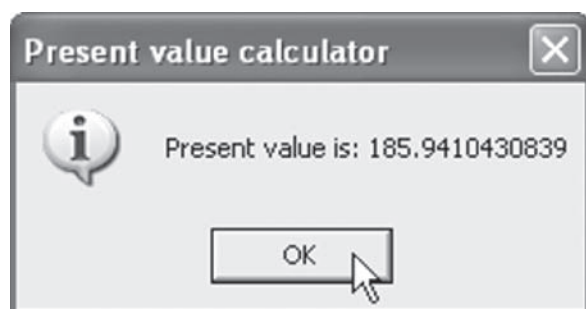 Present value calculator
Present value is: 185.9410430839
OK